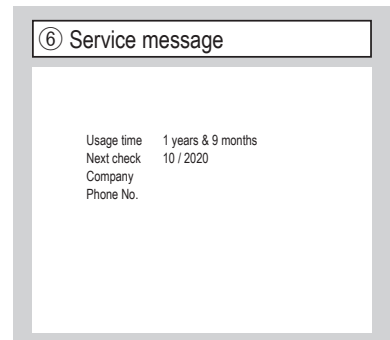 ⑥ Service message
Usage time 1 years & 9 months
Next check 10 / 2020
Company
Phone No.